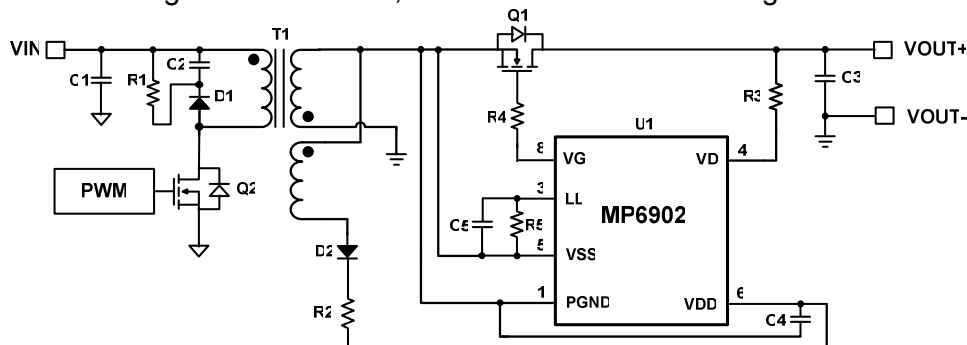 Q1
T1
VIN
VOUT+
C2
C1
R1
D1
C3
R3
R4
VOUT-
U1
8
VG
VD
4
PWM
Q2
3
LL
MP6902
C5
R5
5
VSS
D2
1
PGND
VDD
6
R2
C4